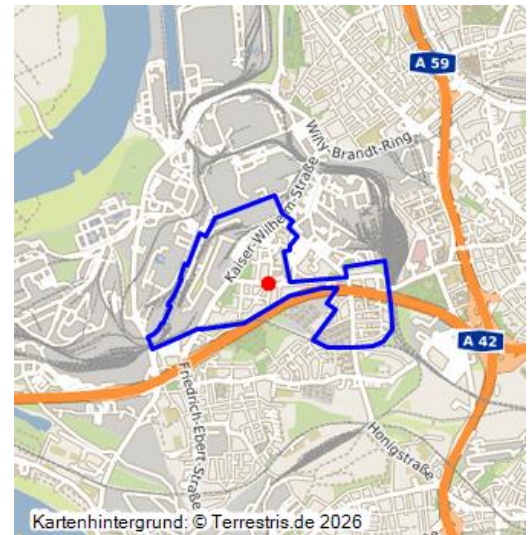 A 59
Willy-Brandt-Ring
Kaiser-Wilhelm-Straße
A 42
Friedrich-Ebert-Straße
Honigstraße
Kartenhintergrund: © Terrestris.de 2026